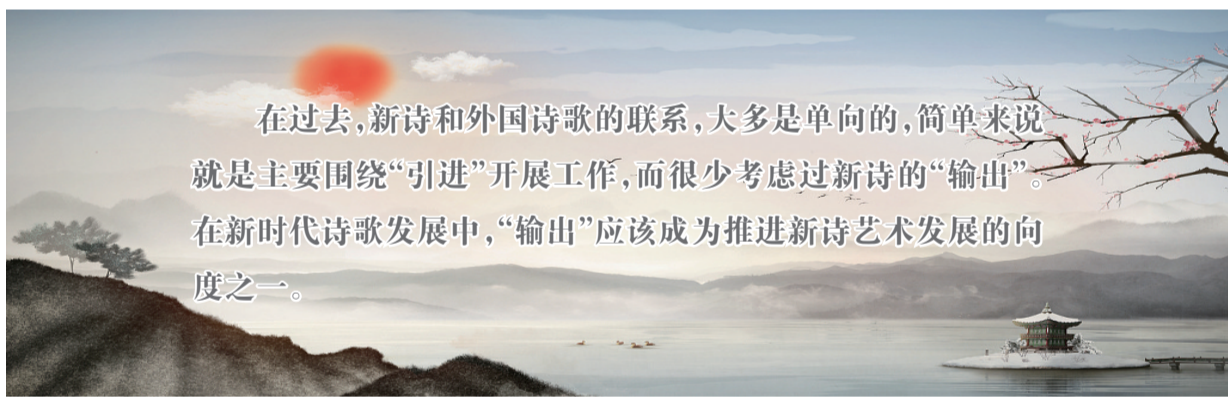 在过去,新诗和外国诗歌的联系,大多是单向的,简单来说
就是主要围绕“引进”开展工作,而很少考虑过新诗的“输出”。
在新时代诗歌发展中,“输出”应该成为推进新诗艺术发展的向
度之一。